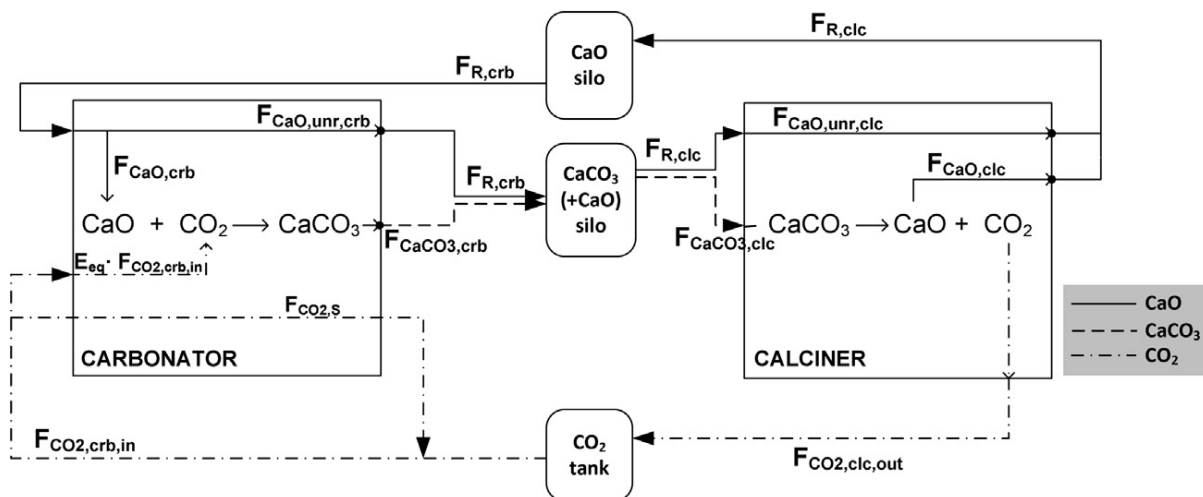 F_R,clc
CaO
silo
F_R,crb
F_CaO,unr,crb
F_CaO,unr,clc
F_CaO,crb
F_R,crb
CaCO₃
(+CaO)
silo
F_R,clc
F_CaO,clc
CaO + CO₂ → CaCO₃
F_CaCO3,crb
F_CaCO3,clc
CaCO₃ → CaO + CO₂
E_eq · F_CO2,crb,in
F_CO2,S
CARBONATOR
CALCINER
CaO
CaCO₃
CO₂
F_CO2,crb,in
CO₂
tank
F_CO2,clc,out